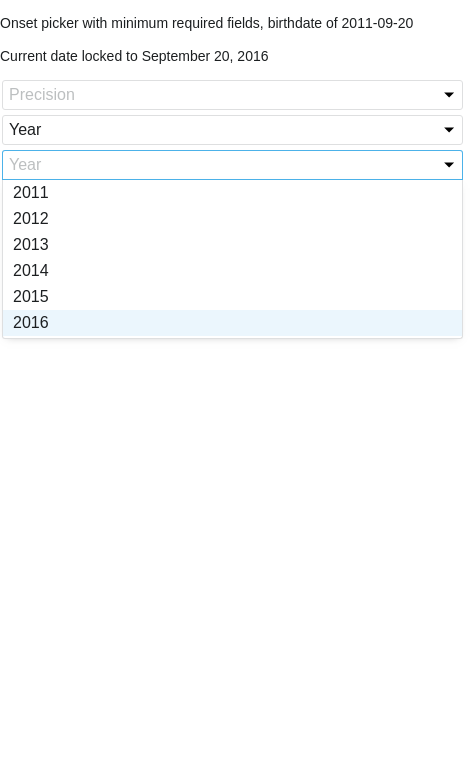 Onset picker with minimum required fields, birthdate of 2011-09-20
Current date locked to September 20, 2016
Precision
Year
Year
2011
2012
2013
2014
2015
2016